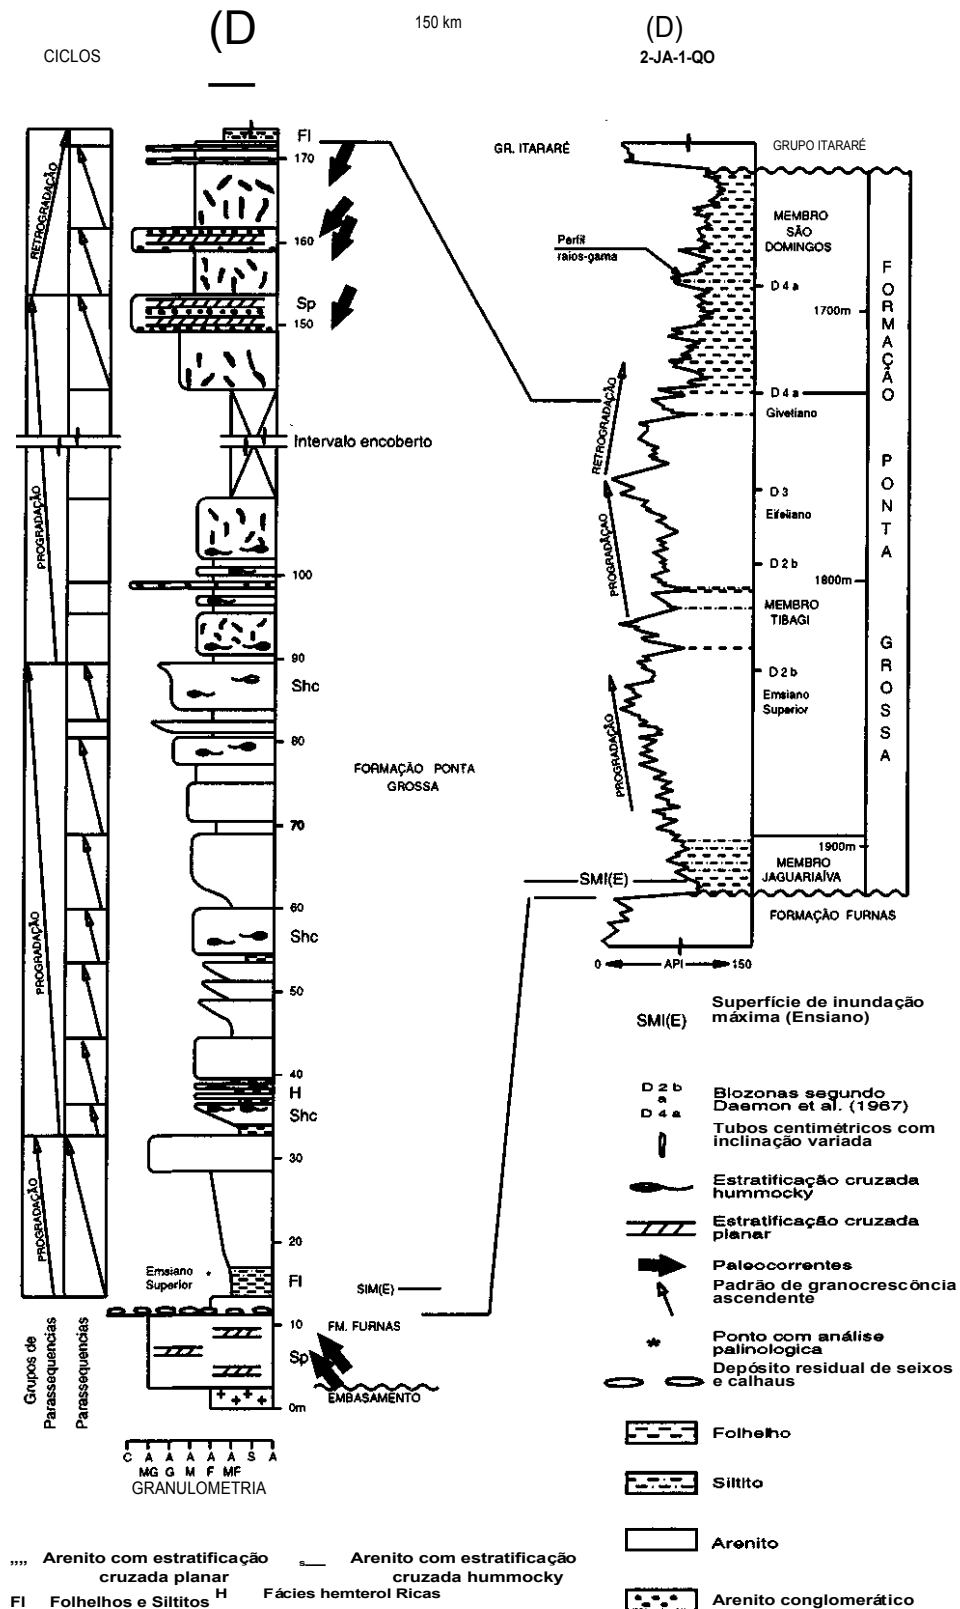 (D
150 km
(D)
CICLOS
2-JA-1-QO
Fl
170
RETROGRADAÇÃO
160
Sp
150
Intervalo encoberto
PROGRADAÇÃO
100
90
Shc
80
FORMAÇÃO PONTA
GROSSA
70
60
Shc
PROGRADAÇÃO
50
40
H
Shc
30
PROGRADAÇÃO
20
Emsiano
Superior
*
Fl
SIM(E)
10
FM. FURNAS
Sp
EMBASAMENTO
0m
Grupos de
Parassequencias
Parassequencias
C A A A A A S A
MG G M F MF
GRANULOMETRIA
GR. ITARARÉ
GRUPO ITARARÉ
MEMBRO
SÃO
DOMINGOS
Perfil
raios-gama
D 4 a
1700m
D 4 a
Givetiano
RETROGRADAÇÃO
D 3
Eifeliano
PROGRADAÇÃO
D 2 b
1800m
MEMBRO
TIBAGI
D 2 b
Emsiano
Superior
PROGRADAÇÃO
1900m
SMI(E)
MEMBRO
JAGUARIAÍVA
FORMAÇÃO FURNAS
FORMAÇÃO PONTA GROSSA
0 API 150
SMI(E)
Superfície de inundação
máxima (Ensiano)
D 2 b
a
D 4 a
Blozonas segundo
Daemon et al. (1967)
Tubos centimétricos com
inclinação variada
Estratificação cruzada
hummocky
Estratificação cruzada
planar
Paleocorrentes
Padrão de granocrescôncia
ascendente
*
Ponto com análise
palinologica
Depósito residual de seixos
e calhaus
Folhelho
Siltito
Arenito
Arenito conglomerático
,,,, Arenito com estratificação
cruzada planar
s__ Arenito com estratificação
cruzada hummocky
Fl Folhelhos e Siltitos
H Fácies hemterol Ricas